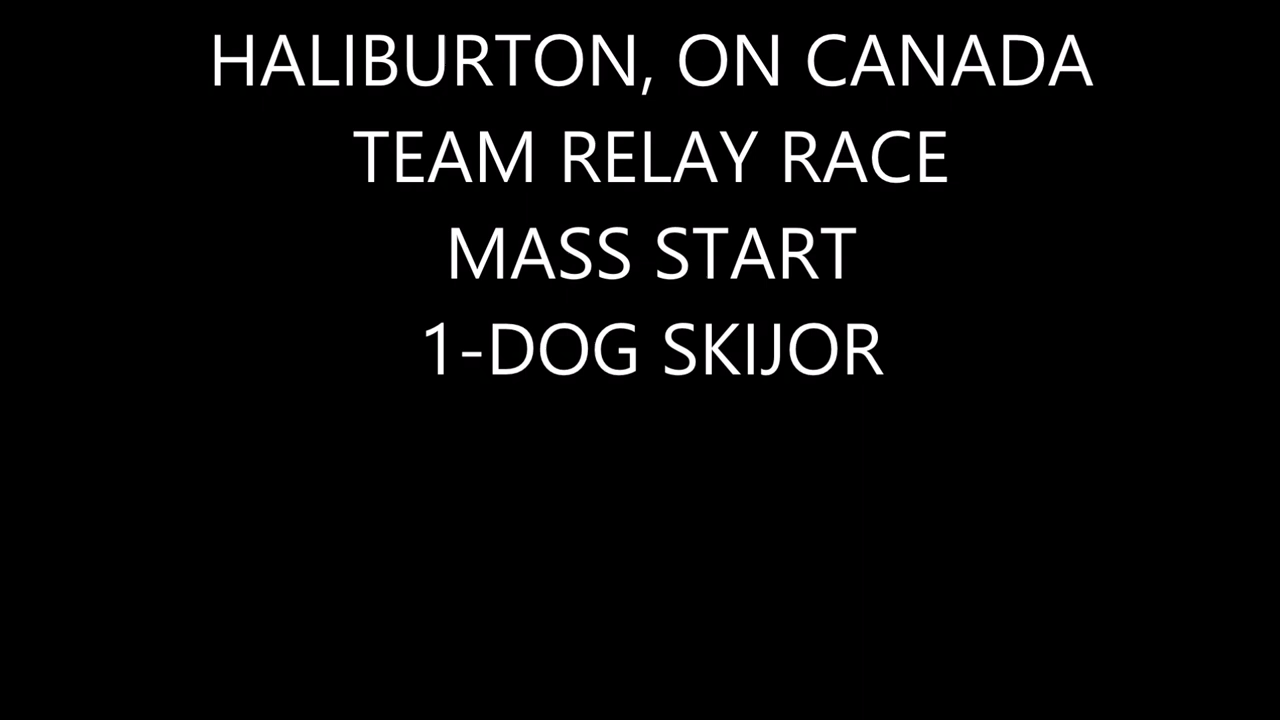 HALIBURTON, ON CANADA
TEAM RELAY RACE
MASS START
1-DOG SKIJOR